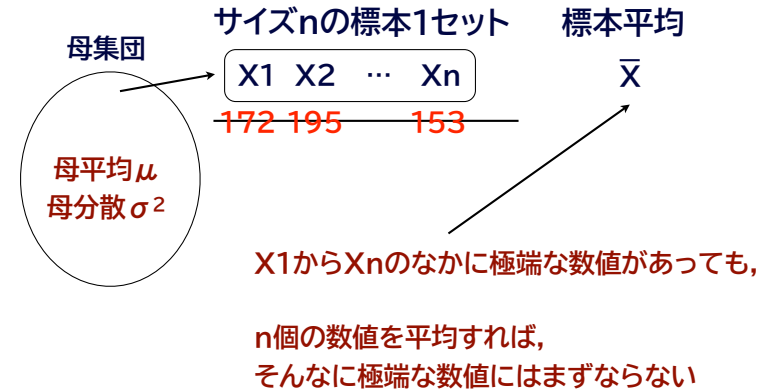 サイズnの標本1セット 標本平均
母集団
X1 X2 … Xn X̅
172 195 153
母平均μ
母分散σ²
X1からXnのなかに極端な数値があっても,
n個の数値を平均すれば,
そんなに極端な数値にはまずならない